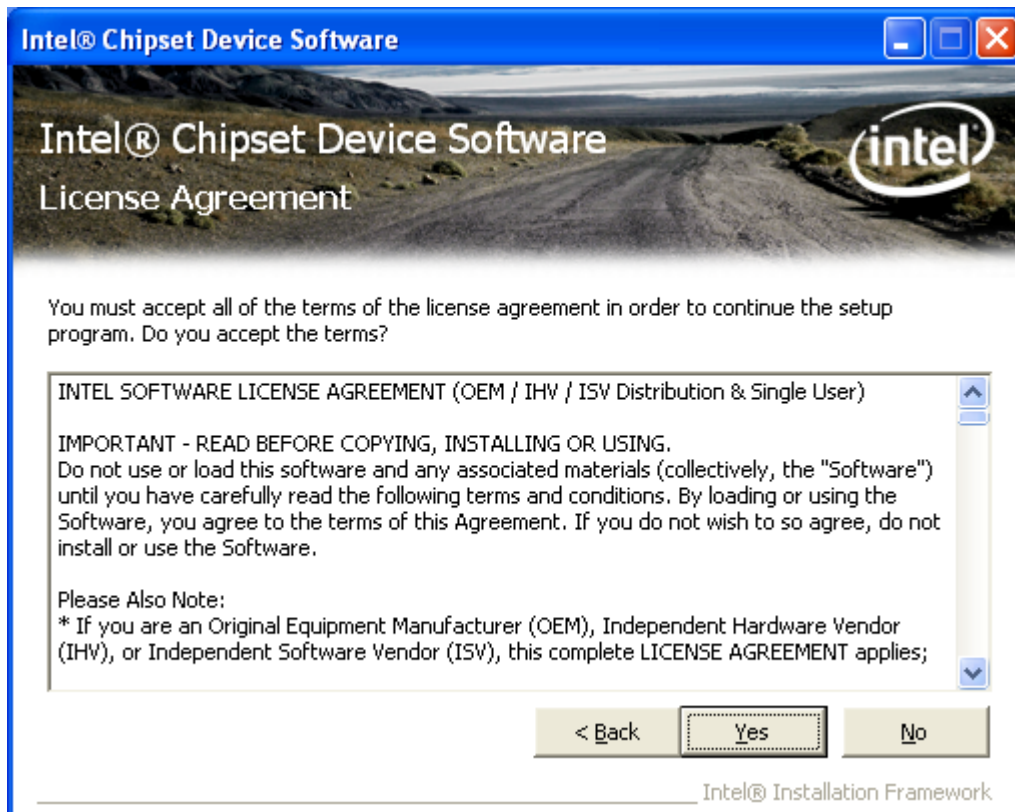 Intel® Chipset Device Software
Intel® Chipset Device Software
intel
License Agreement
You must accept all of the terms of the license agreement in order to continue the setup
program. Do you accept the terms?
INTEL SOFTWARE LICENSE AGREEMENT (OEM / IHV / ISV Distribution & Single User)
IMPORTANT - READ BEFORE COPYING, INSTALLING OR USING.
Do not use or load this software and any associated materials (collectively, the "Software")
until you have carefully read the following terms and conditions. By loading or using the
Software, you agree to the terms of this Agreement. If you do not wish to so agree, do not
install or use the Software.
Please Also Note:
* If you are an Original Equipment Manufacturer (OEM), Independent Hardware Vendor
(IHV), or Independent Software Vendor (ISV), this complete LICENSE AGREEMENT applies;
< Back
Yes
No
Intel® Installation Framework